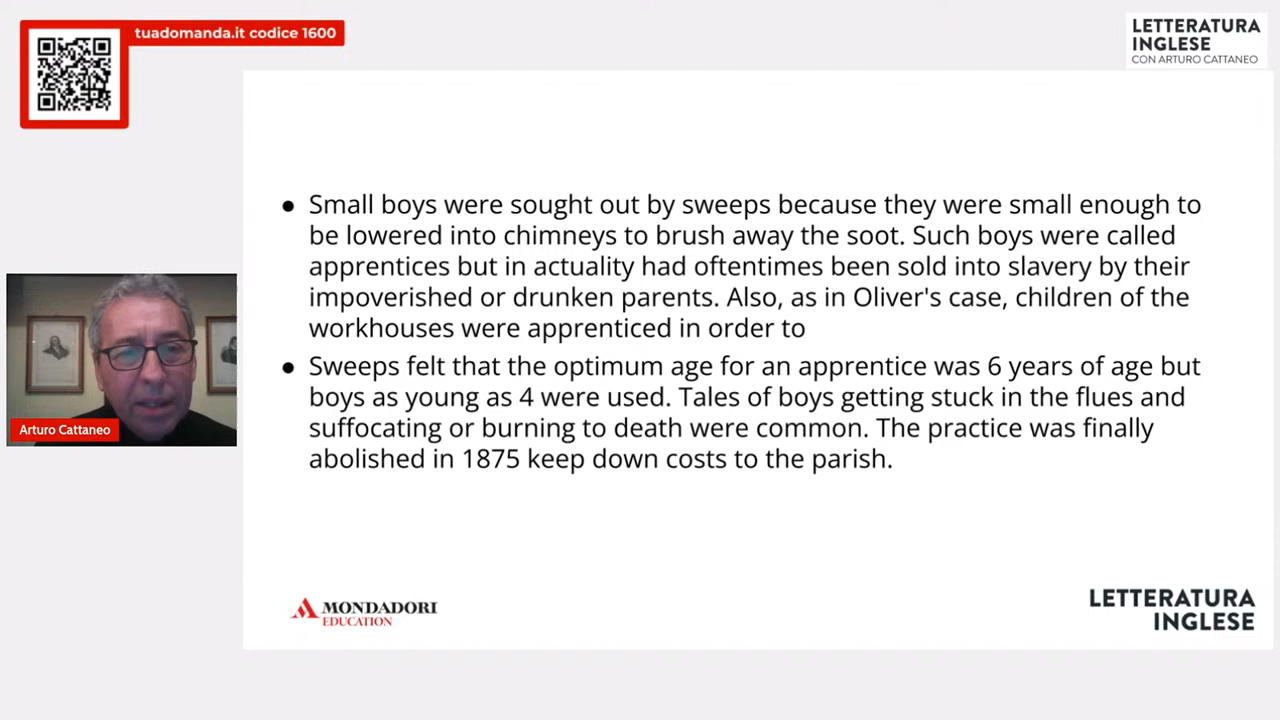 tuadomanda.it codice 1600
LETTERATURA
INGLESE
CON ARTURO CATTANEO
● Small boys were sought out by sweeps because they were small enough to
be lowered into chimneys to brush away the soot. Such boys were called
apprentices but in actuality had oftentimes been sold into slavery by their
impoverished or drunken parents. Also, as in Oliver's case, children of the
workhouses were apprenticed in order to
● Sweeps felt that the optimum age for an apprentice was 6 years of age but
boys as young as 4 were used. Tales of boys getting stuck in the flues and
suffocating or burning to death were common. The practice was finally
abolished in 1875 keep down costs to the parish.
Arturo Cattaneo
MONDADORI
EDUCATION
LETTERATURA
INGLESE